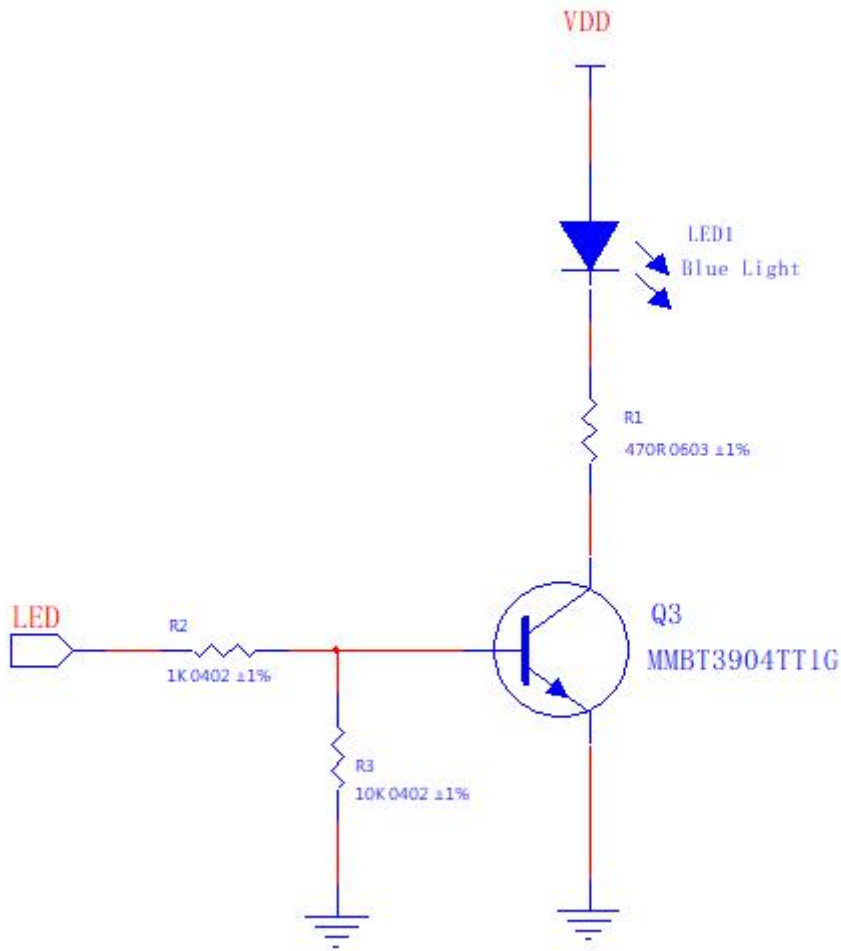 VDD
LED1
Blue Light
R1
470R 0603 ±1%
LED
R2
1K 0402 ±1%
Q3
MMBT3904TT1G
R3
10K 0402 ±1%